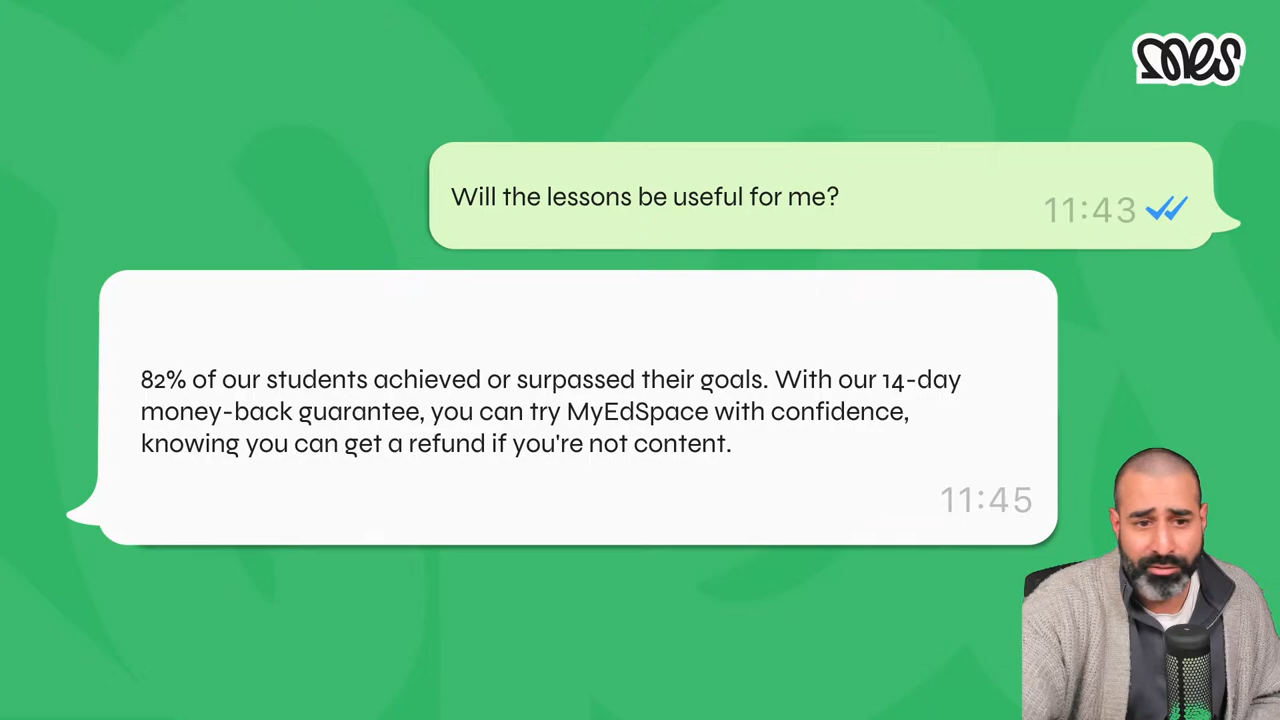 mes
Will the lessons be useful for me?
11:43
82% of our students achieved or surpassed their goals. With our 14-day
money-back guarantee, you can try MyEdSpace with confidence,
knowing you can get a refund if you're not content.
11:45